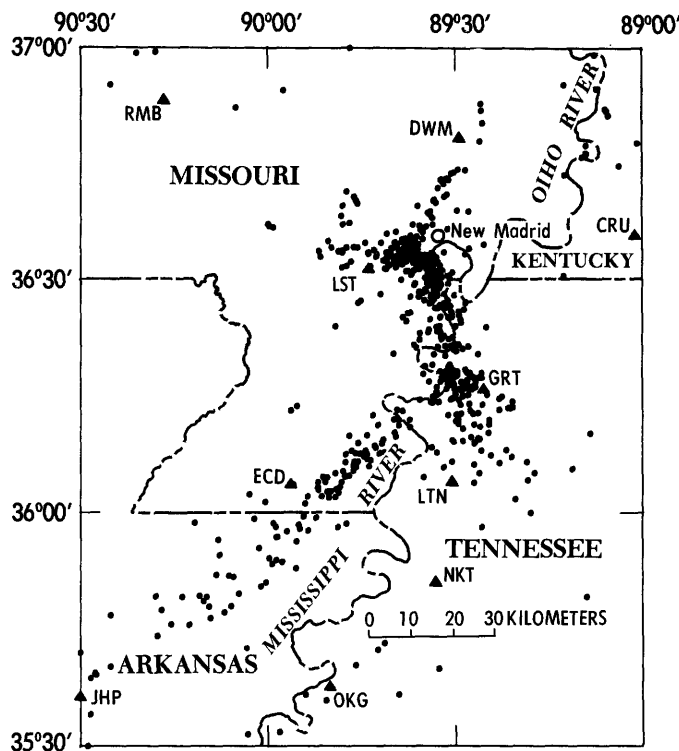 90°30′ 90°00′ 89°30′ 89°00′
37°00′
RMB
DWM
OIHO RIVER
MISSOURI
New Madrid
CRU
KENTUCKY
LST
36°30′
GRT
ECD
RIVER
LTN
36°00′
TENNESSEE
MISSISSIPPI
NKT
0 10 20 30 KILOMETERS
ARKANSAS
JHP
OKG
35°30′